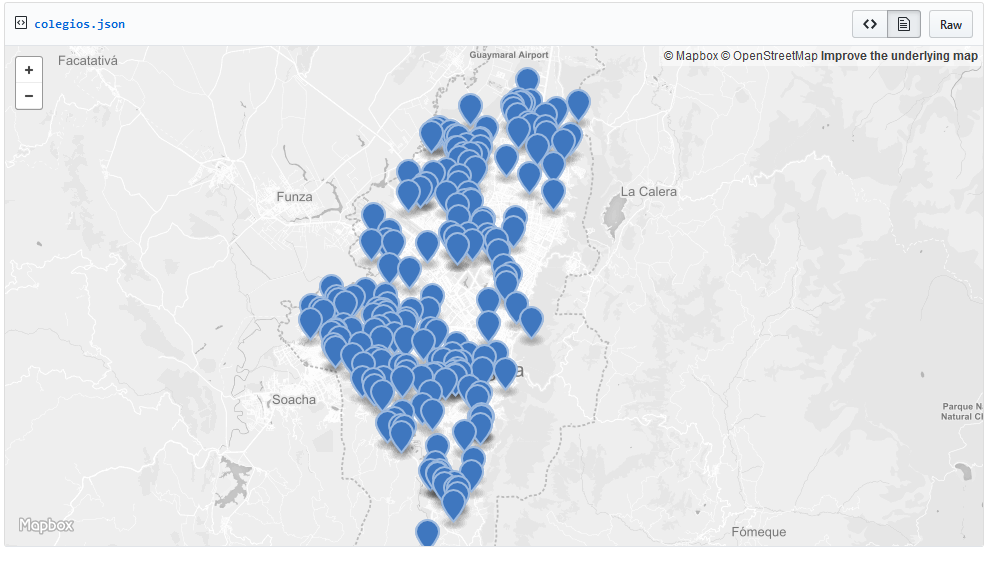 colegios.json
Raw
© Mapbox © OpenStreetMap Improve the underlying map
+
−
Facatativá
Guaymaral Airport
Funza
La Calera
Soacha
Parque N
Natural C
Mapbox
Fómeque